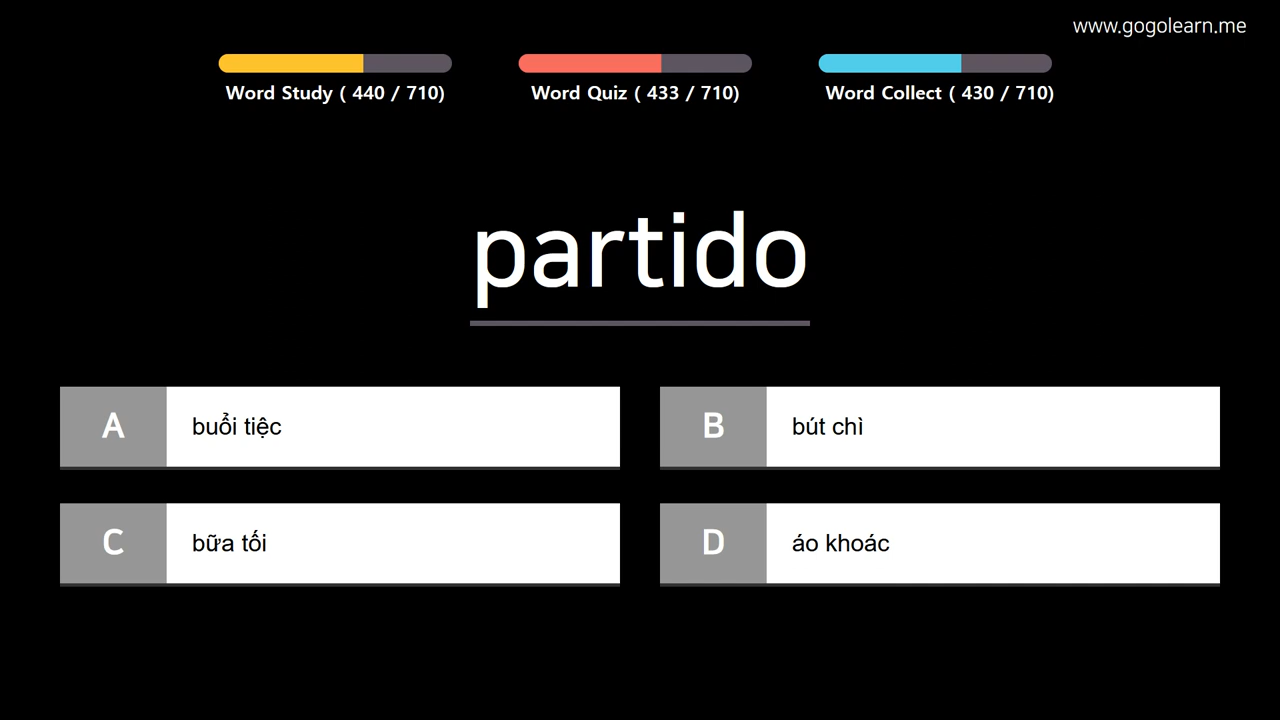 www.gogolearn.me
Word Study ( 440 / 710)
Word Quiz ( 433 / 710)
Word Collect ( 430 / 710)
partido
A buổi tiệc
B bút chì
C bữa tối
D áo khoác